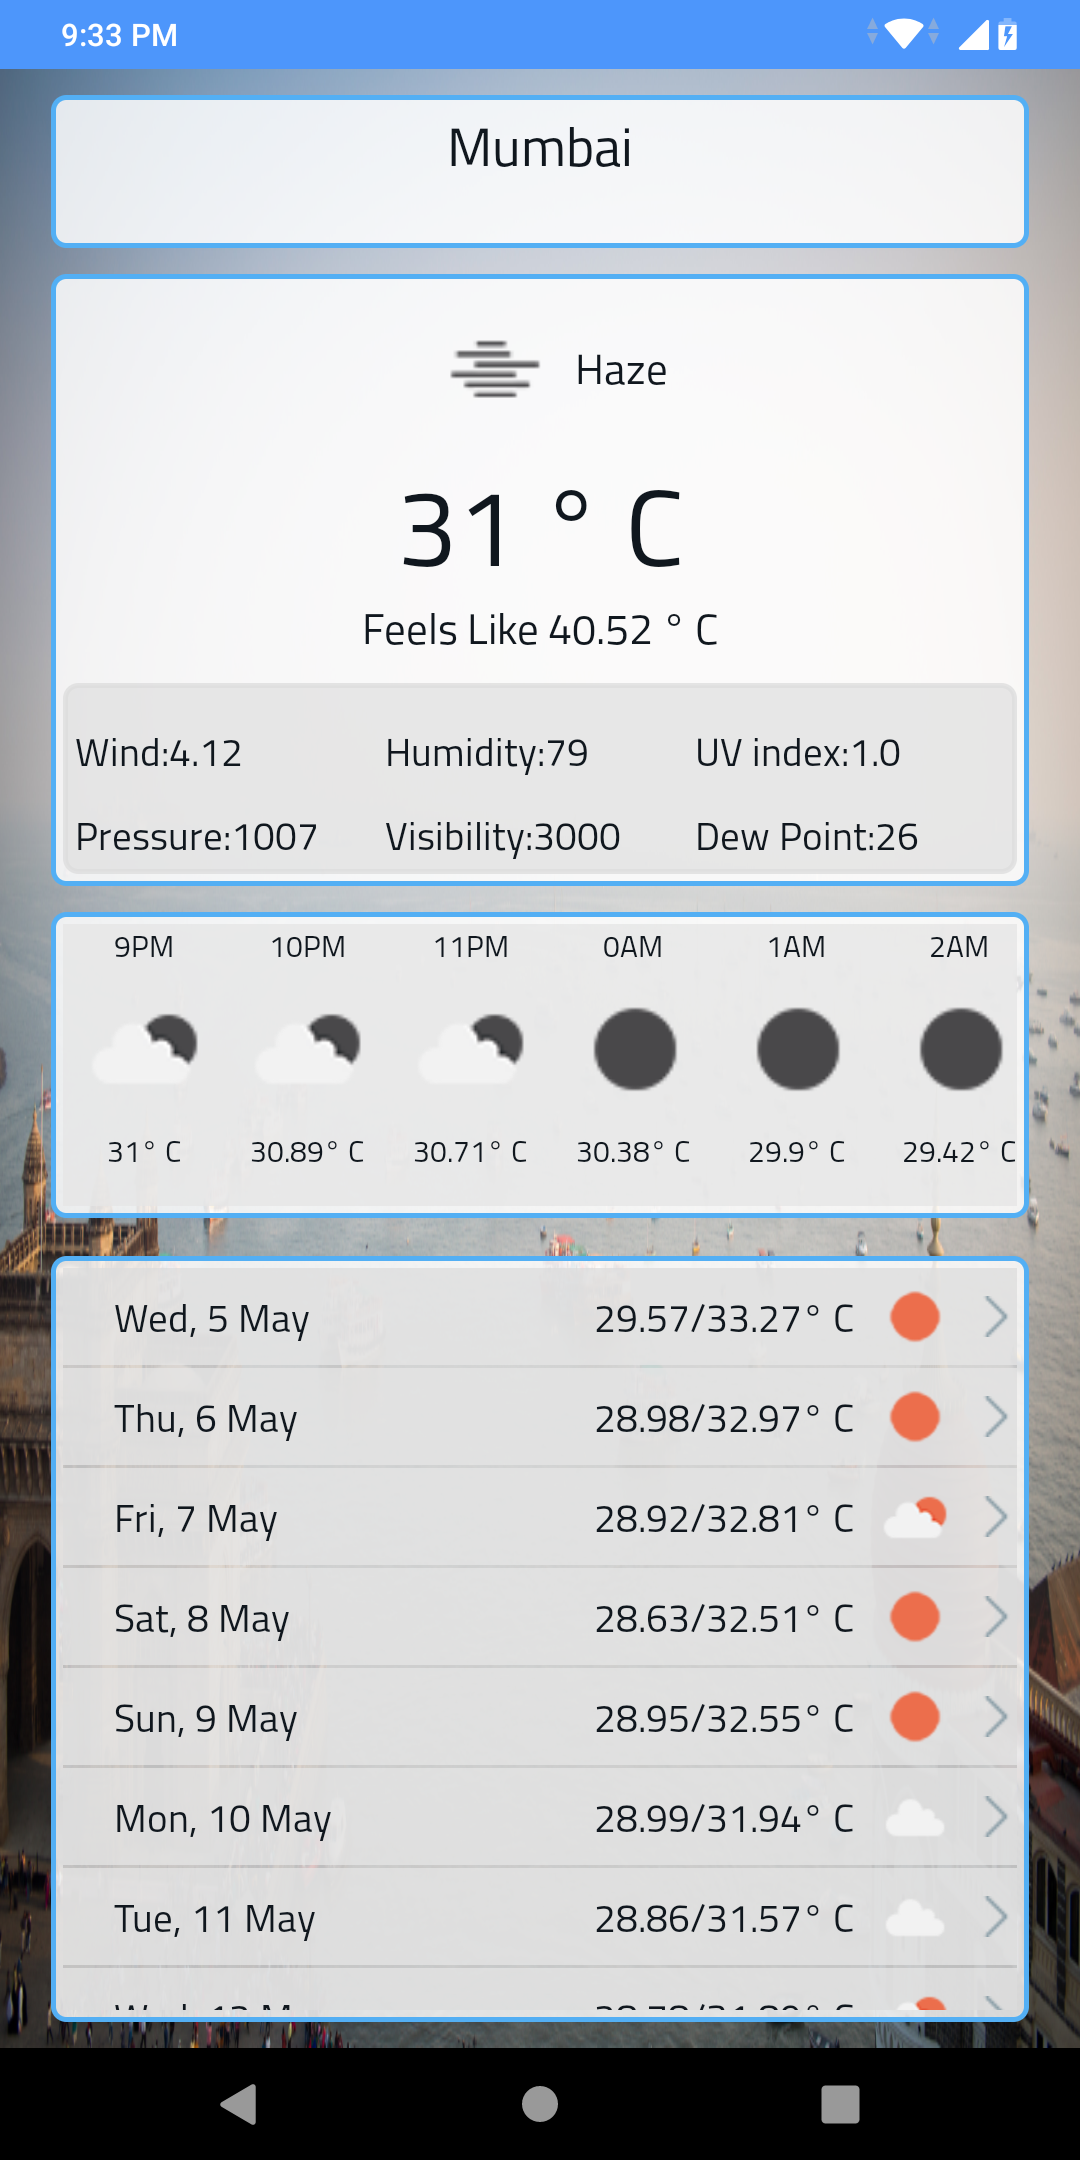 9:33 PM
Mumbai
Haze
31 ° C
Feels Like 40.52 ° C
Wind:4.12 Humidity:79 UV index:1.0
Pressure:1007 Visibility:3000 Dew Point:26
9PM 10PM 11PM 0AM 1AM 2AM
31° C 30.89° C 30.71° C 30.38° C 29.9° C 29.42° C
Wed, 5 May 29.57/33.27° C
Thu, 6 May 28.98/32.97° C
Fri, 7 May 28.92/32.81° C
Sat, 8 May 28.63/32.51° C
Sun, 9 May 28.95/32.55° C
Mon, 10 May 28.99/31.94° C
Tue, 11 May 28.86/31.57° C